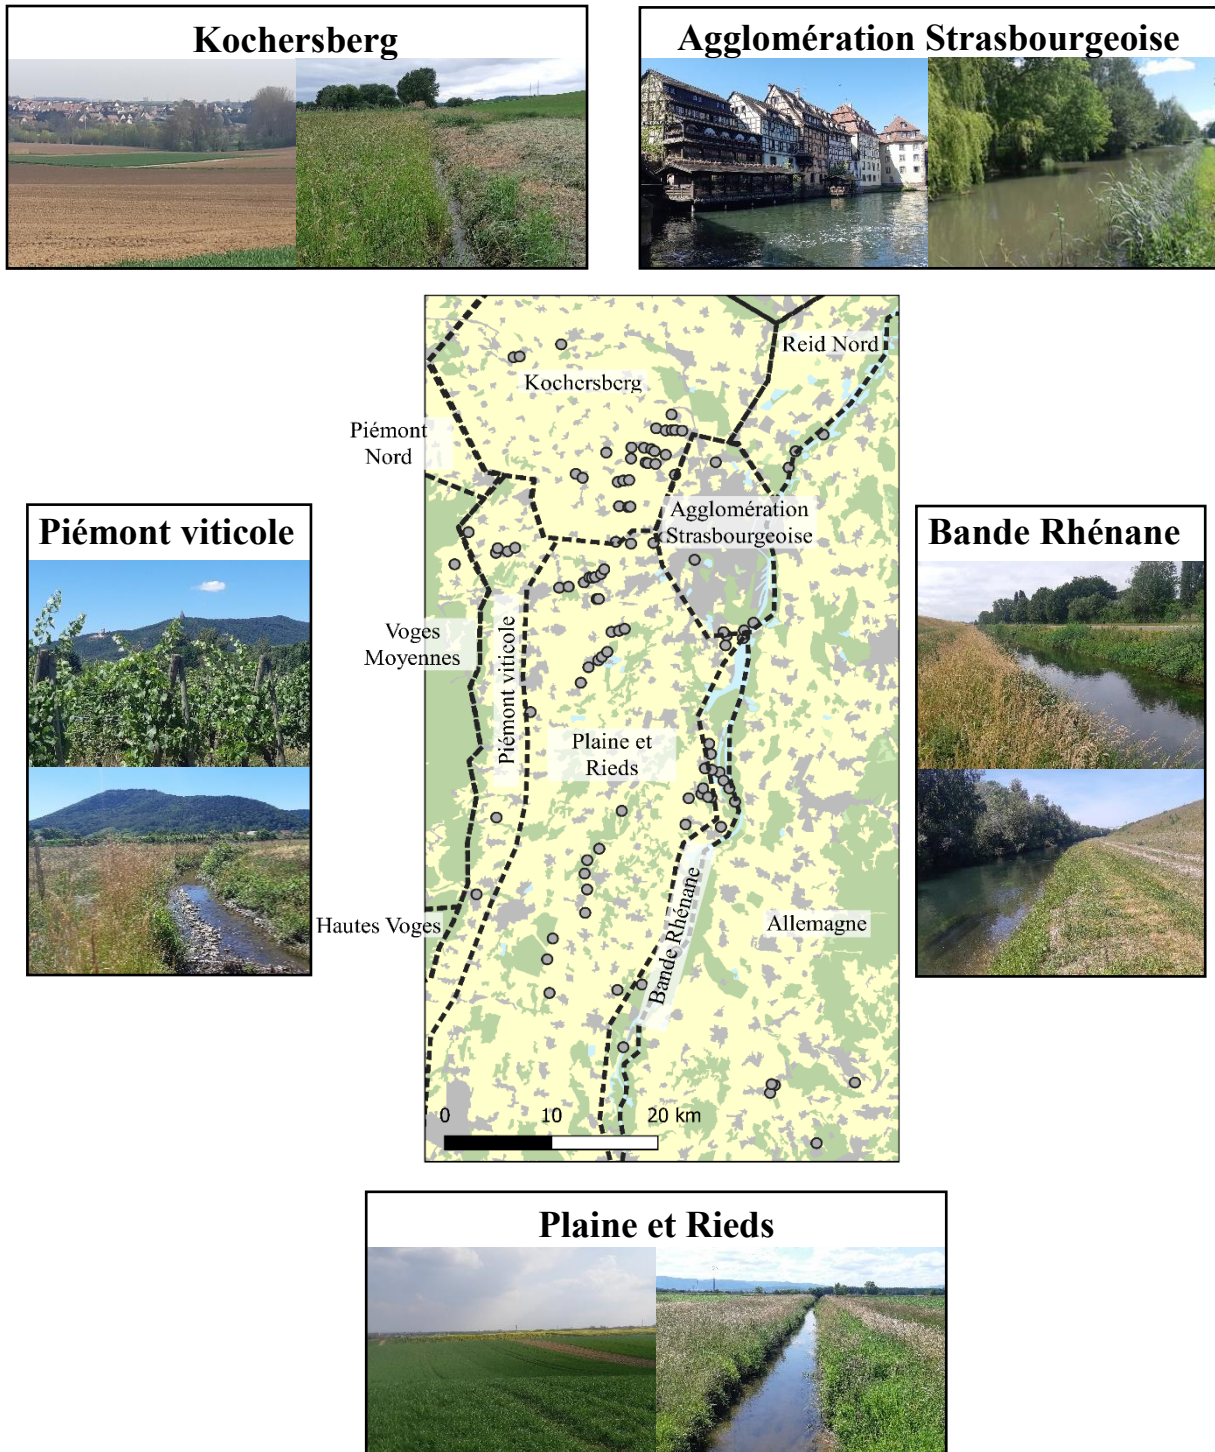 Kochersberg
Agglomération Strasbourgeoise
Reid Nord
Kochersberg
Piémont
Nord
Agglomération
Strasbourgeoise
Piémont viticole
Bande Rhénane
Voges
Moyennes
Piémont viticole
Plaine et
Rieds
Hautes Voges
Bande Rhénane
Allemagne
0
10
20 km
Plaine et Rieds